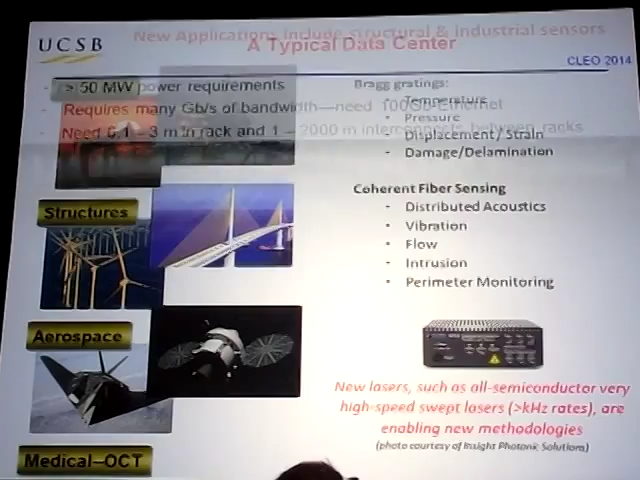 UCSB
New Applications include structural & industrial sensors
A Typical Data Center
CLEO 2014
> 50 MW power requirements
Requires many Gb/s of bandwidth—need 100Gb Ethernet
Need 0.1 – 3 m in rack and 1 – 2000 m interconnects between racks
Bragg gratings:
- Temperature
- Pressure
- Displacement / Strain
- Damage/Delamination
Structures
Coherent Fiber Sensing
- Distributed Acoustics
- Vibration
- Flow
- Intrusion
- Perimeter Monitoring
Aerospace
New lasers, such as all-semiconductor very
high-speed swept lasers (>kHz rates), are
enabling new methodologies
(photo courtesy of Insight Photonic Solutions)
Medical–OCT